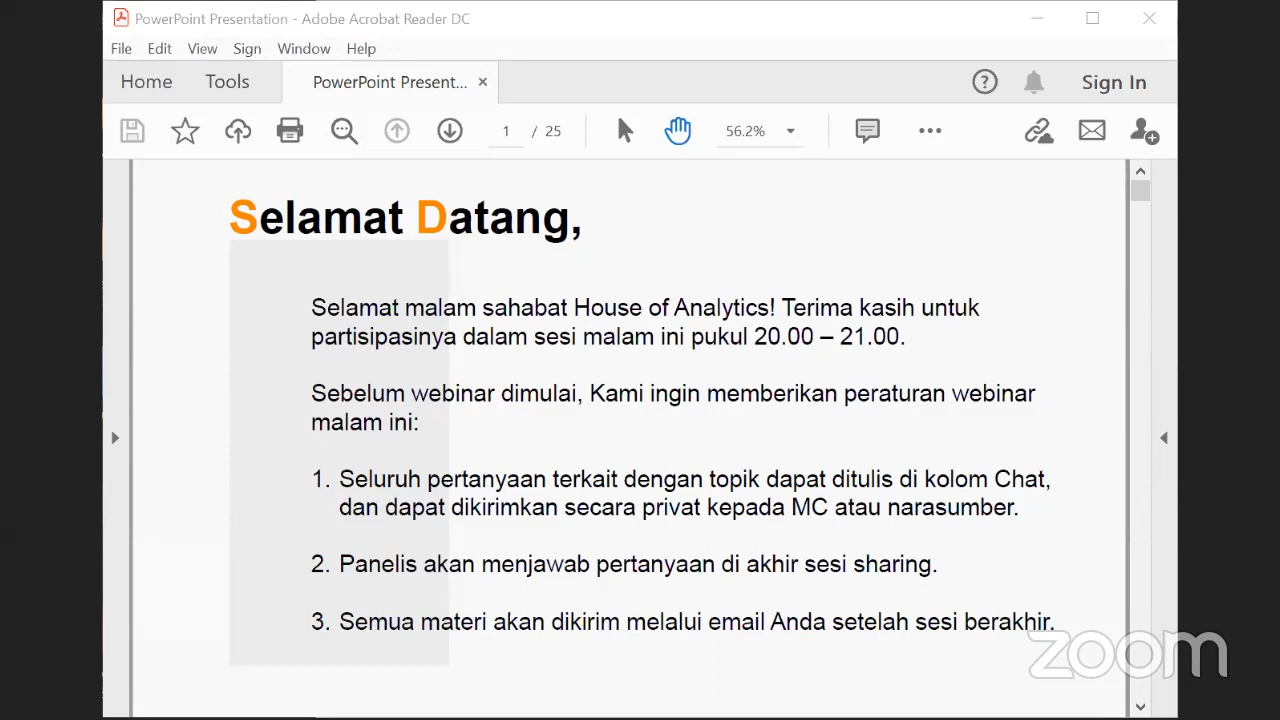 PowerPoint Presentation - Adobe Acrobat Reader DC
File Edit View Sign Window Help
Home Tools PowerPoint Present... × Sign In
1 / 25 56.2%
Selamat Datang,
Selamat malam sahabat House of Analytics! Terima kasih untuk
partisipasinya dalam sesi malam ini pukul 20.00 – 21.00.
Sebelum webinar dimulai, Kami ingin memberikan peraturan webinar
malam ini:
1. Seluruh pertanyaan terkait dengan topik dapat ditulis di kolom Chat,
dan dapat dikirimkan secara privat kepada MC atau narasumber.
2. Panelis akan menjawab pertanyaan di akhir sesi sharing.
3. Semua materi akan dikirim melalui email Anda setelah sesi berakhir.
zoom